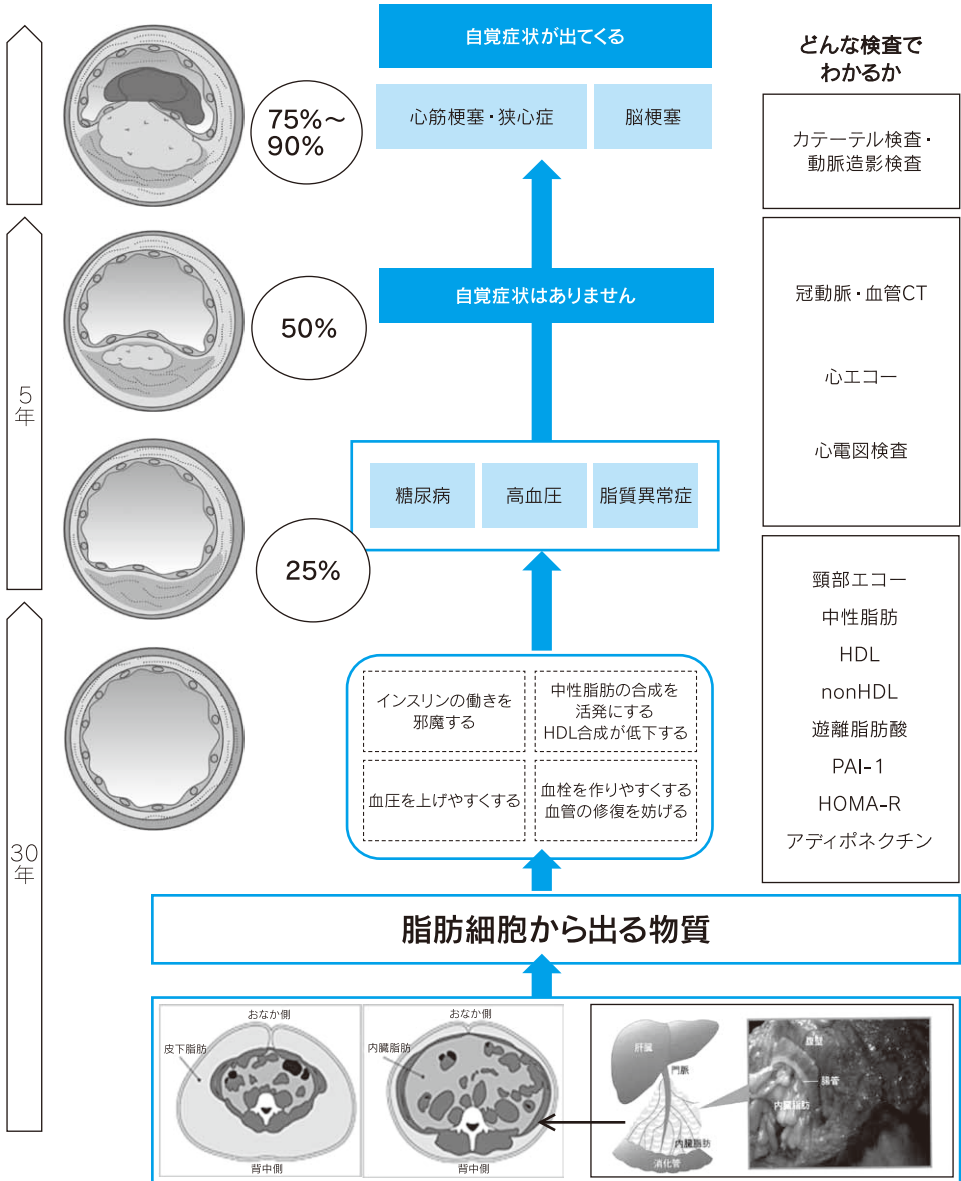 自覚症状が出てくる
心筋梗塞・狭心症
脳梗塞
75%〜
90%
どんな検査で
わかるか
カテーテル検査・
動脈造影検査
自覚症状はありません
50%
冠動脈・血管CT
心エコー
心電図検査
5年
糖尿病
高血圧
脂質異常症
25%
頸部エコー
中性脂肪
HDL
nonHDL
遊離脂肪酸
PAI-1
HOMA-R
アディポネクチン
インスリンの働きを
邪魔する
中性脂肪の合成を
活発にする
HDL合成が低下する
血圧を上げやすくする
血栓を作りやすくする
血管の修復を妨げる
30年
脂肪細胞から出る物質
おなか側
皮下脂肪
背中側
おなか側
内臓脂肪
背中側
肝臓
門脈
内臓脂肪
消化管
腹壁
腸管
内臓脂肪